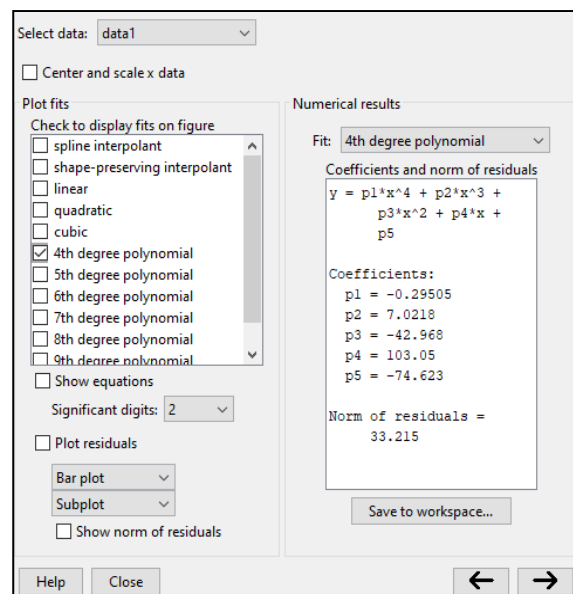 Select data: data1
Center and scale x data
Plot fits
Check to display fits on figure
spline interpolant
shape-preserving interpolant
linear
quadratic
cubic
4th degree polynomial
5th degree polynomial
6th degree polynomial
7th degree polynomial
8th degree polynomial
9th degree polynomial
Show equations
Significant digits: 2
Plot residuals
Bar plot
Subplot
Show norm of residuals
Numerical results
Fit: 4th degree polynomial
Coefficients and norm of residuals
y = p1*x^4 + p2*x^3 +
p3*x^2 + p4*x +
p5
Coefficients:
p1 = -0.29505
p2 = 7.0218
p3 = -42.968
p4 = 103.05
p5 = -74.623
Norm of residuals =
33.215
Save to workspace...
Help Close